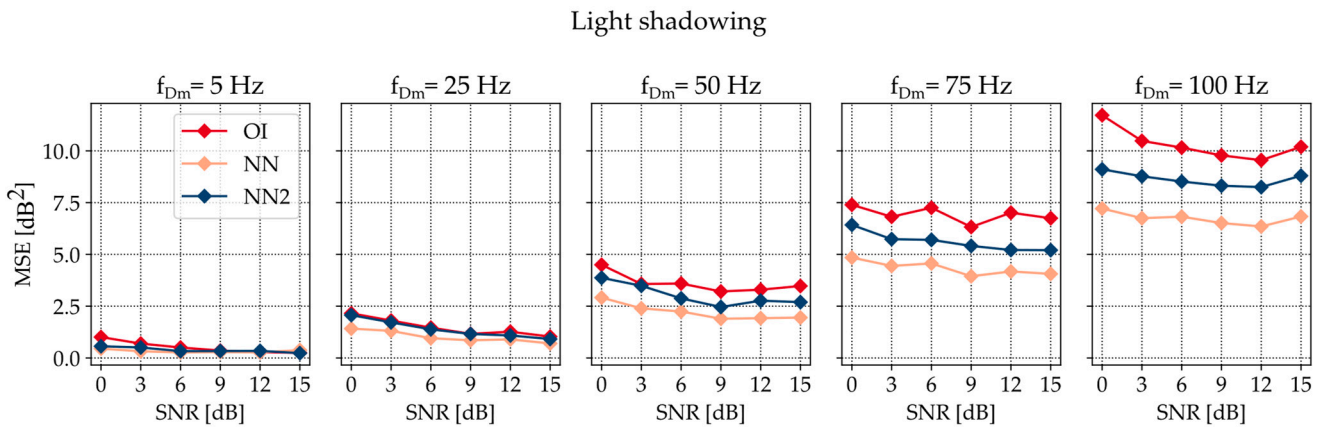 Light shadowing
f_Dm= 5 Hz
f_Dm= 25 Hz
f_Dm= 50 Hz
f_Dm= 75 Hz
f_Dm= 100 Hz
OI
NN
NN2
MSE [dB²]
10.0
7.5
5.0
2.5
0.0
0 3 6 9 12 15
0 3 6 9 12 15
0 3 6 9 12 15
0 3 6 9 12 15
0 3 6 9 12 15
SNR [dB]
SNR [dB]
SNR [dB]
SNR [dB]
SNR [dB]